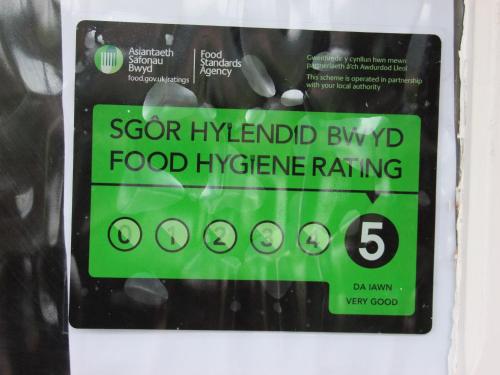 Asiantaeth
Safonau
Bwyd
food.gov.uk/ratings
Food
Standards
Agency
Gweithredir y cynllun hwn mewn
partneriaeth â'ch Awdurdod Lleol
This scheme is operated in partnership
with your local authority
SGÔR HYLENDID BWYD
FOOD HYGIENE RATING
0 1 2 3 4 5
DA IAWN
VERY GOOD